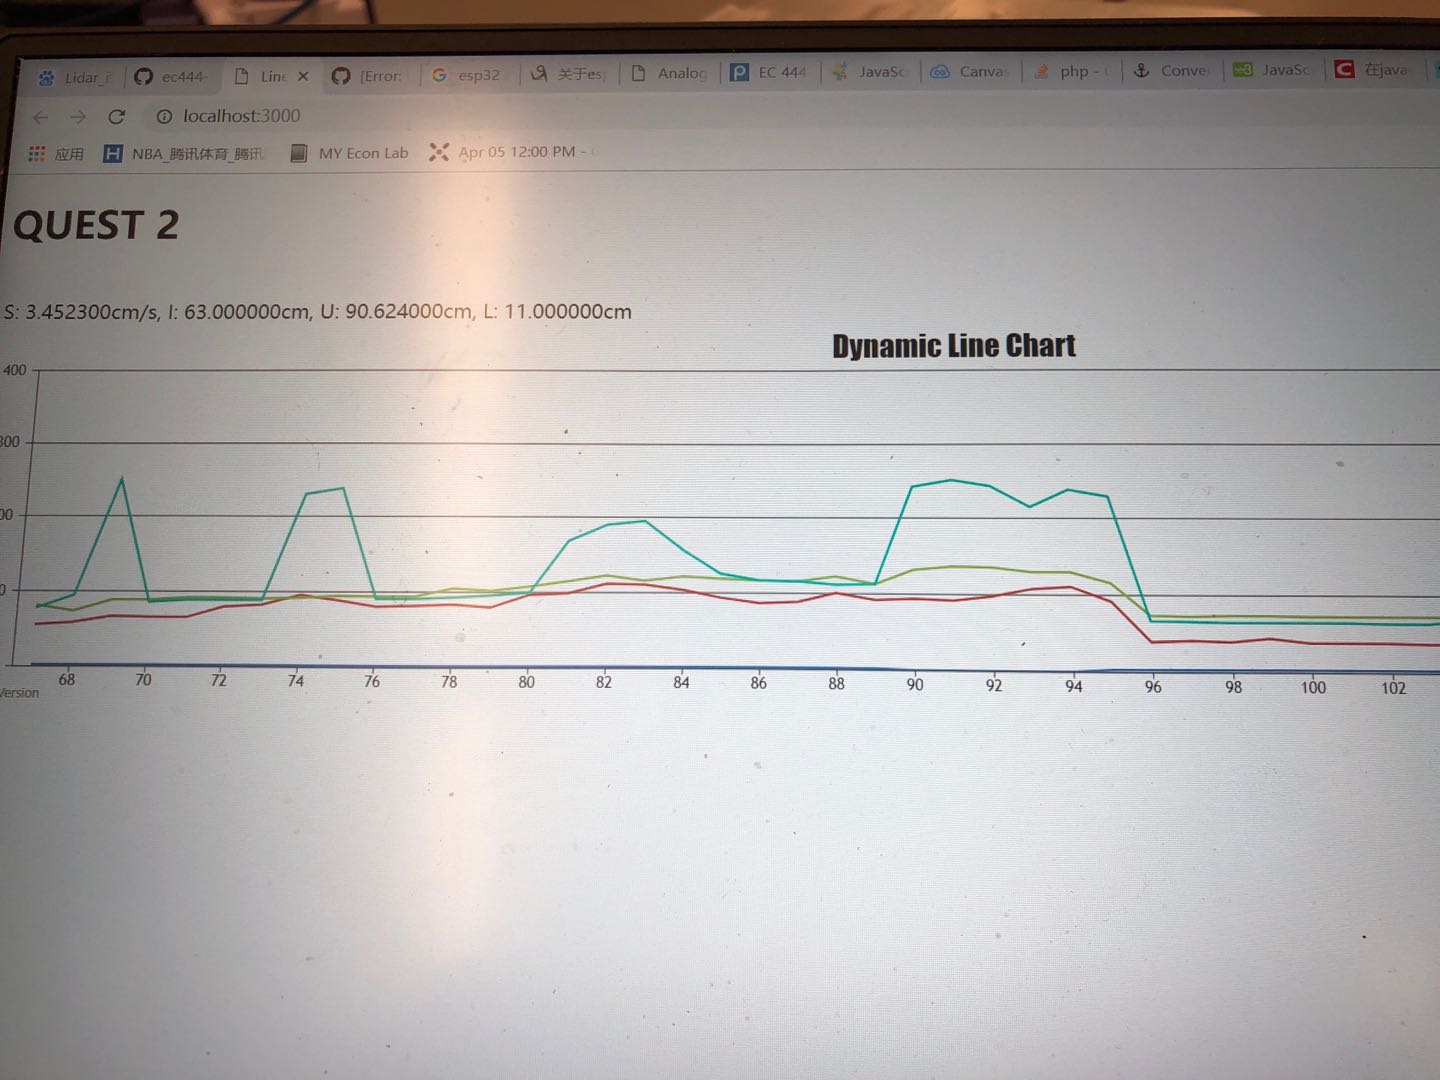 Lidar_ ec444- Line [Error: esp32 关于esp Analog EC 444 JavaSc Canvas php - Conve JavaSc 在java
localhost:3000
应用 NBA_腾讯体育_腾讯 MY Econ Lab Apr 05 12:00 PM -
QUEST 2
S: 3.452300cm/s, I: 63.000000cm, U: 90.624000cm, L: 11.000000cm
Dynamic Line Chart
400
300
00
0
68 70 72 74 76 78 80 82 84 86 88 90 92 94 96 98 100 102
Version